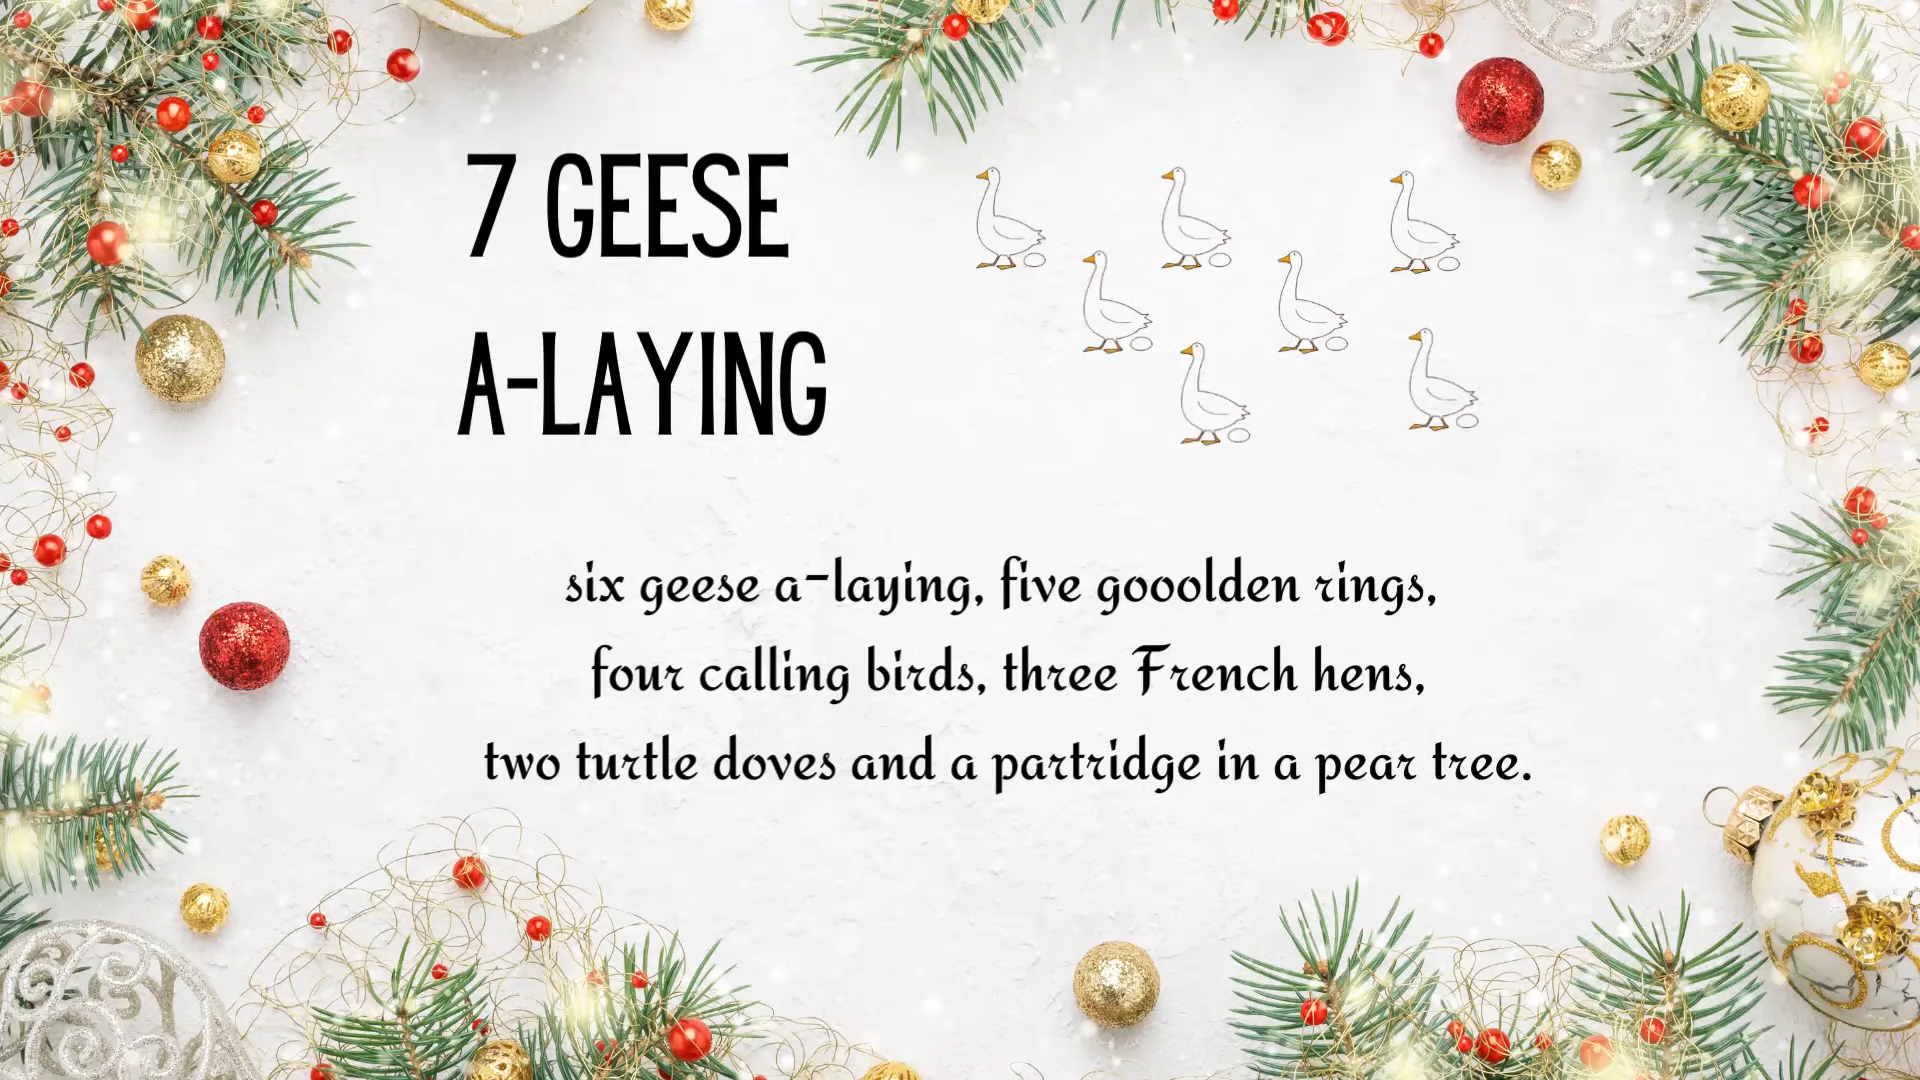 7 GEESE
A-LAYING
six geese a-laying, five gooolden rings,
four calling birds, three French hens,
two turtle doves and a partridge in a pear tree.